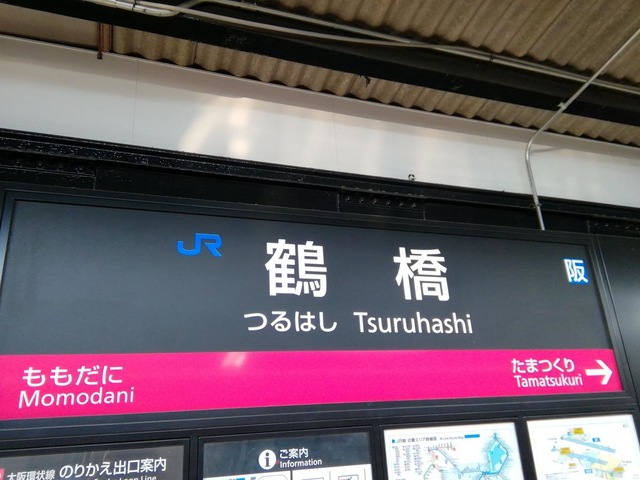 JR 鶴橋 阪
つるはし Tsuruhashi
ももだに
Momodani
たまつくり
Tamatsukuri
大阪環状線 のりかえ出口案内
ご案内
Information